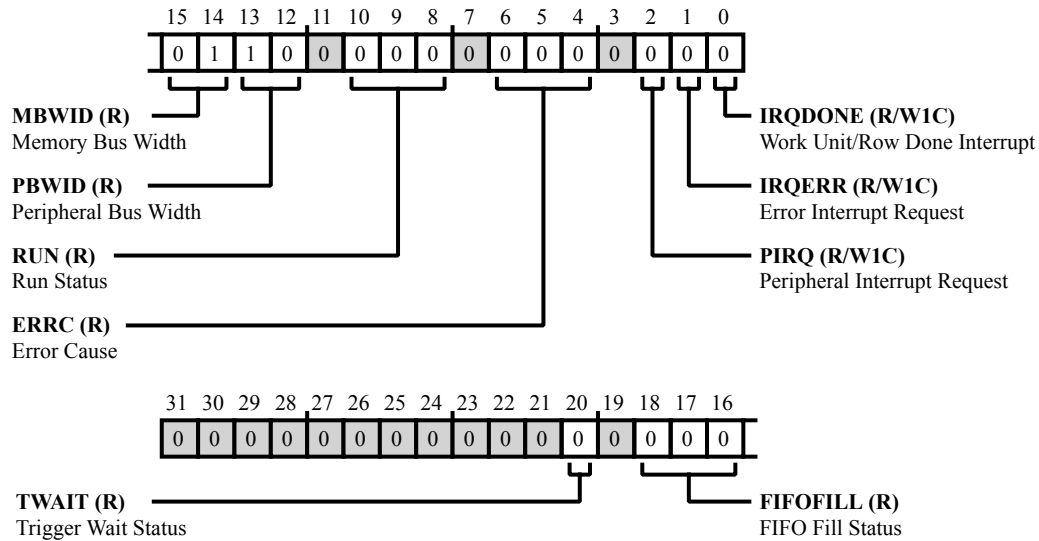 15 14 13 12 11 10 9 8 7 6 5 4 3 2 1 0
0 1 1 0 0 0 0 0 0 0 0 0 0 0 0 0
MBWID (R)
Memory Bus Width
PBWID (R)
Peripheral Bus Width
RUN (R)
Run Status
ERRC (R)
Error Cause
IRQDONE (R/W1C)
Work Unit/Row Done Interrupt
IRQERR (R/W1C)
Error Interrupt Request
PIRQ (R/W1C)
Peripheral Interrupt Request
31 30 29 28 27 26 25 24 23 22 21 20 19 18 17 16
0 0 0 0 0 0 0 0 0 0 0 0 0 0 0 0
TWAIT (R)
Trigger Wait Status
FIFOFILL (R)
FIFO Fill Status